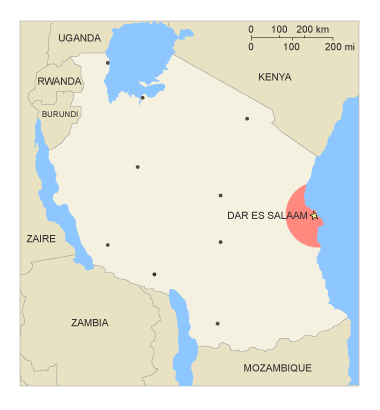 UGANDA
0 100 200 km
0 100 200 mi
RWANDA
KENYA
BURUNDI
DAR ES SALAAM
ZAIRE
ZAMBIA
MOZAMBIQUE